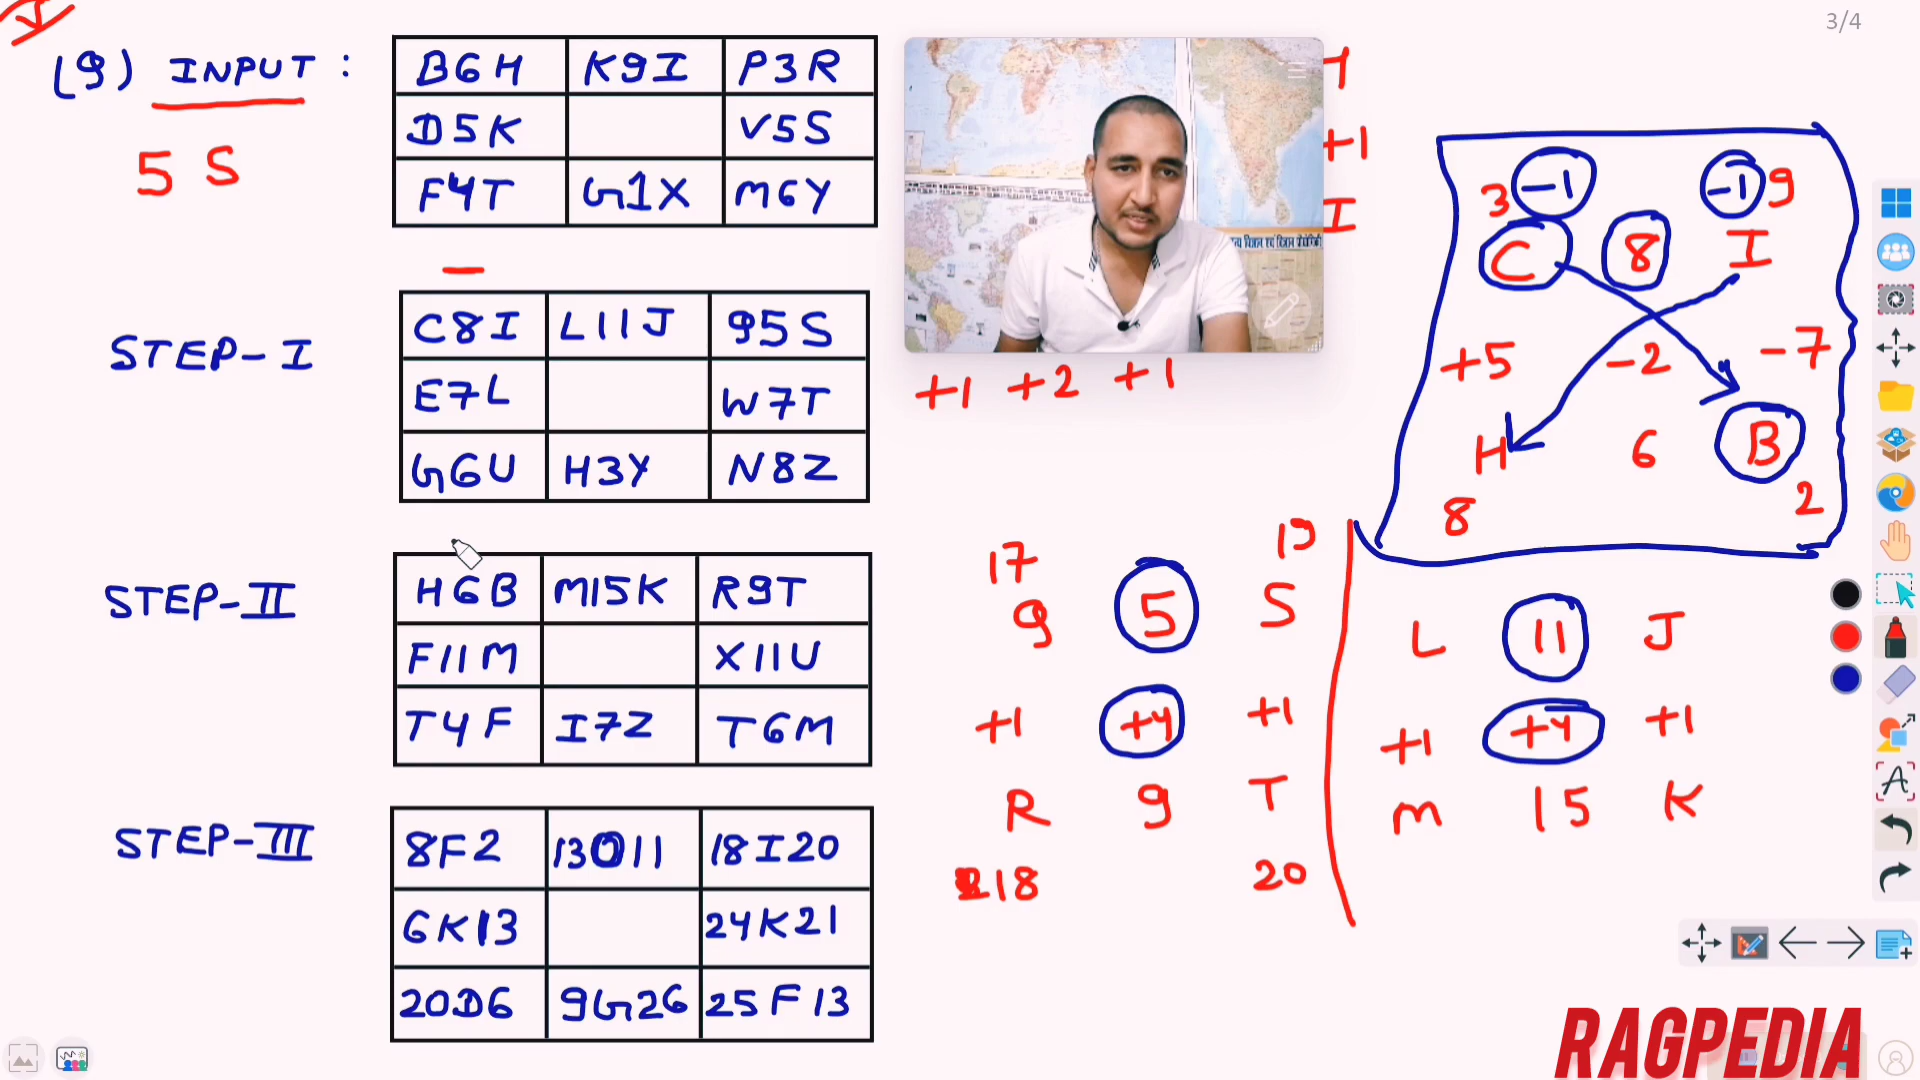 3/4
(9) INPUT :
B6H K9I P3R
D5K V5S
F4T G1X M6Y
5 S
+1
I
STEP-I
C8I L11J 95S
E7L W7T
G6U H3Y N8Z
+1 +2 +1
3 -1 -1 9
C 8 I
+5 -2 -7
H 6 B
8 2
STEP-II
H6B M15K R9T
F11M X11U
T4F I7Z T6M
17 19
9 5 S
+1 +4 +1
R 9 T
18 20
L 11 J
+1 +4 +1
M 15 K
STEP-III
8F2 13O11 18I20
6K13 24K21
20D6 9G26 25F13
RAGPEDIA